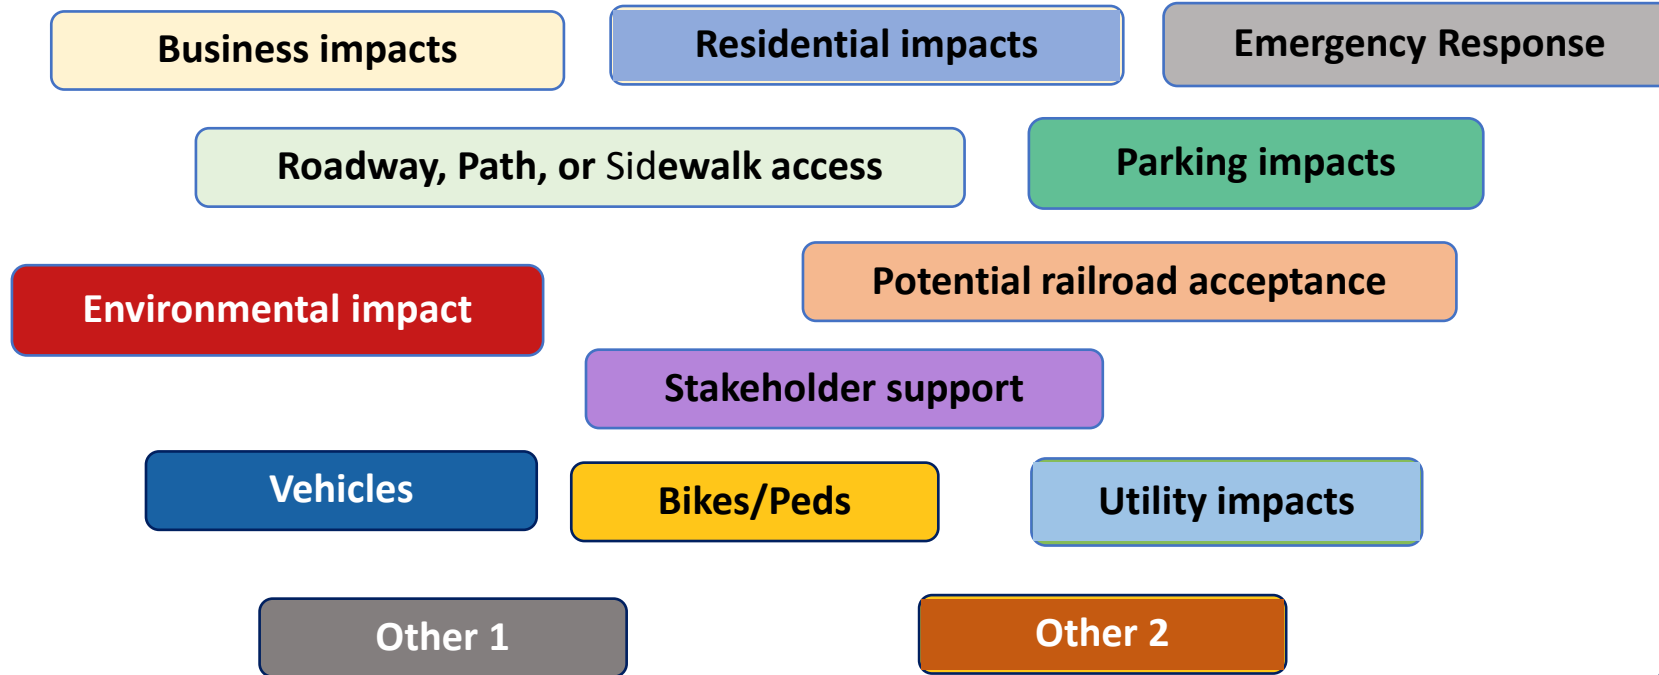 Business impacts
Residential impacts
Emergency Response
Roadway, Path, or Sidewalk access
Parking impacts
Potential railroad acceptance
Environmental impact
Stakeholder support
Vehicles
Bikes/Peds
Utility impacts
Other 1
Other 2